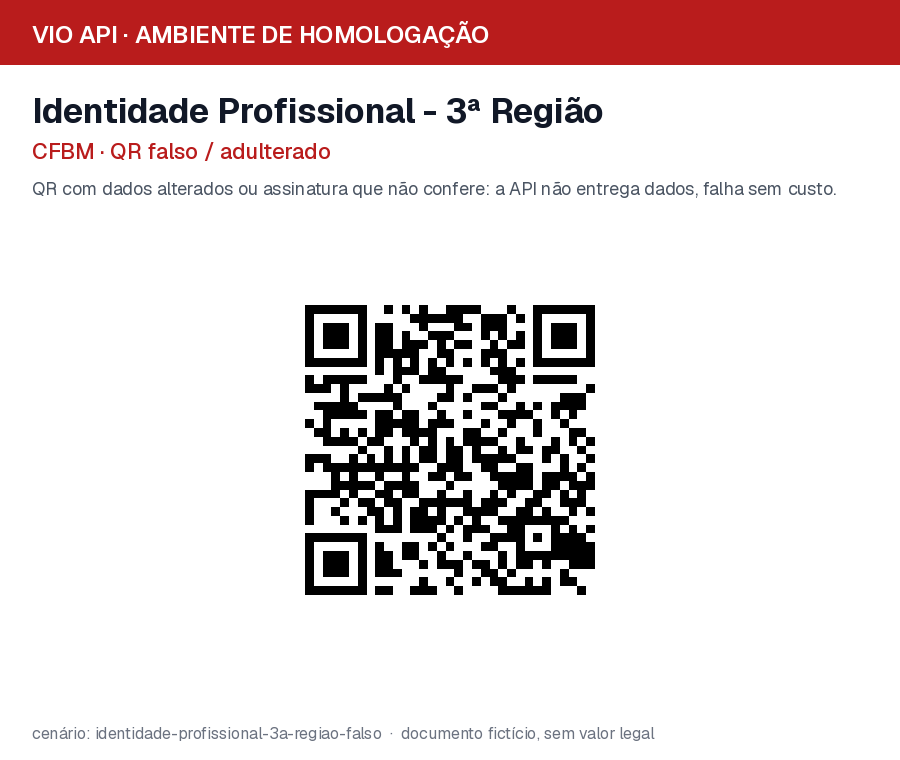 VIO API · AMBIENTE DE HOMOLOGAÇÃO
Identidade Profissional - 3ª Região
CFBM · QR falso / adulterado
QR com dados alterados ou assinatura que não confere: a API não entrega dados, falha sem custo.
cenário: identidade-profissional-3a-regiao-falso · documento fictício, sem valor legal